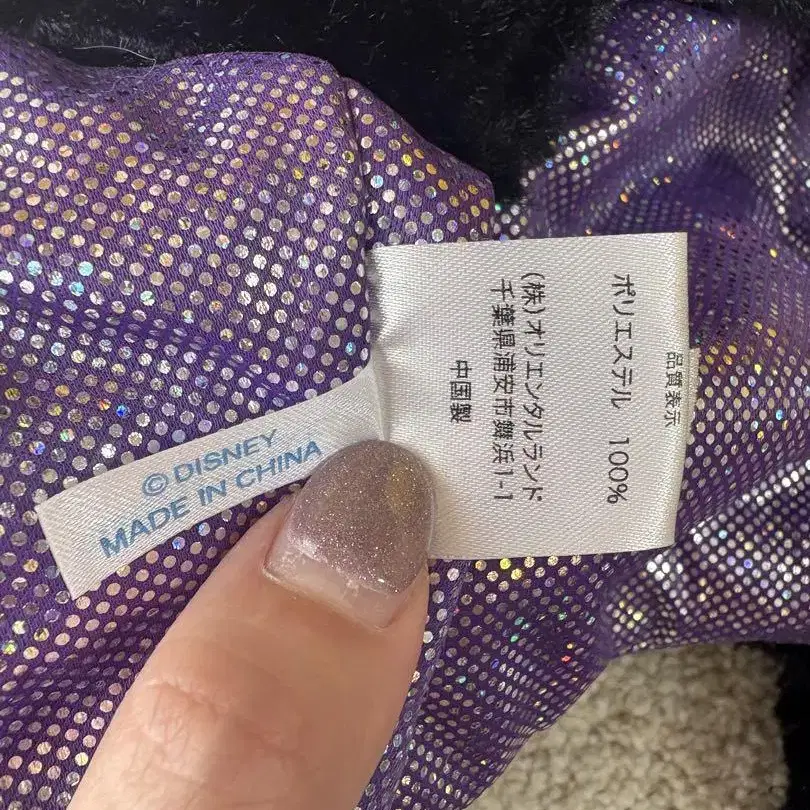 品質表示
ポリエステル 100%
(株)オリエンタルランド
千葉県浦安市舞浜1-1
中国製
© DISNEY
MADE IN CHINA